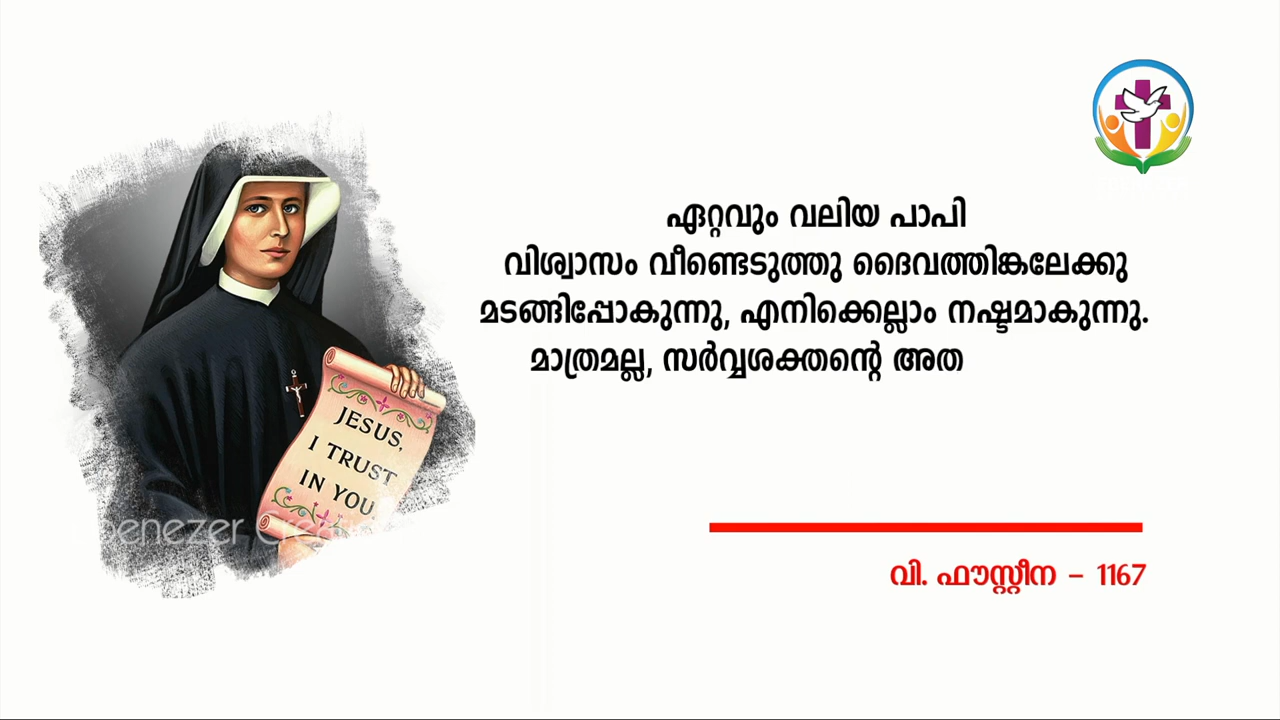 ഏറ്റവും വലിയ പാപി
വിശ്വാസം വീണ്ടെടുത്തു ദൈവത്തിങ്കലേക്കു
മടങ്ങിപ്പോകുന്നു, എനിക്കെല്ലാം നഷ്ടമാകുന്നു.
മാത്രമല്ല, സർവ്വശക്തന്റെ അത
JESUS,
I TRUST
IN YOU
വി. ഫൗസ്റ്റീന – 1167